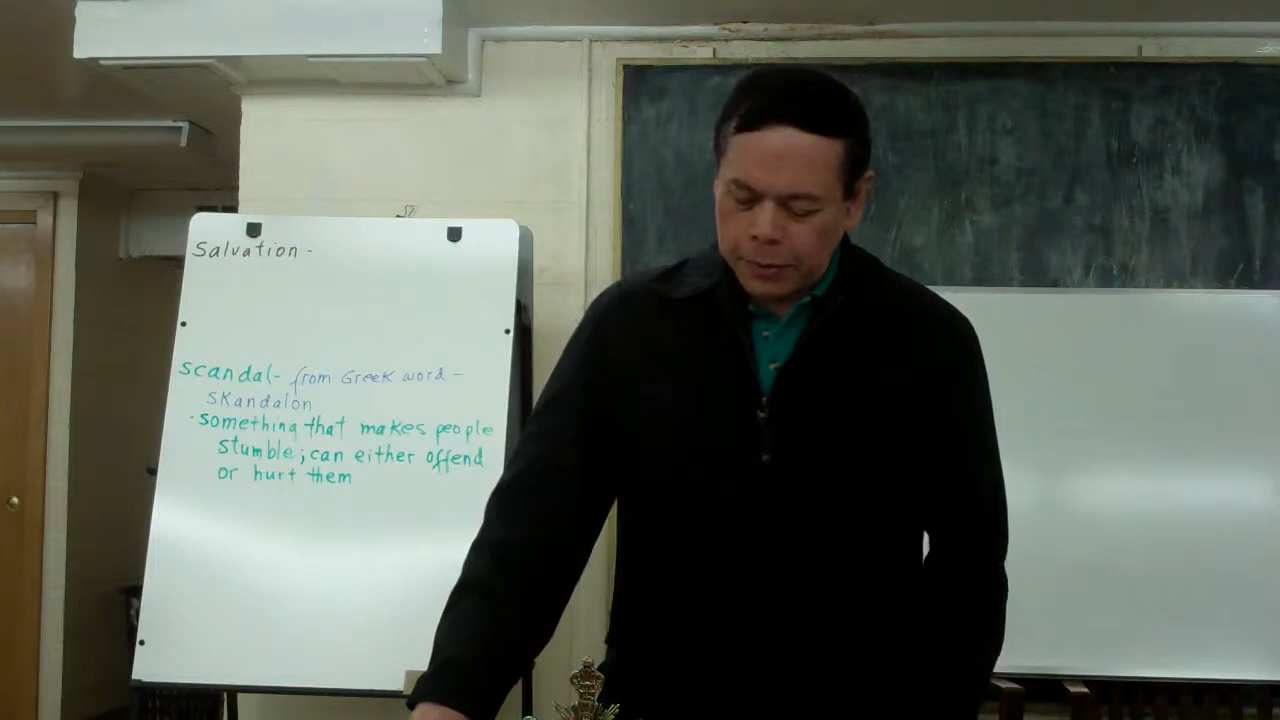 Salvation -
scandal- from Greek word -
skandalon
·something that makes people
stumble; can either offend
or hurt them